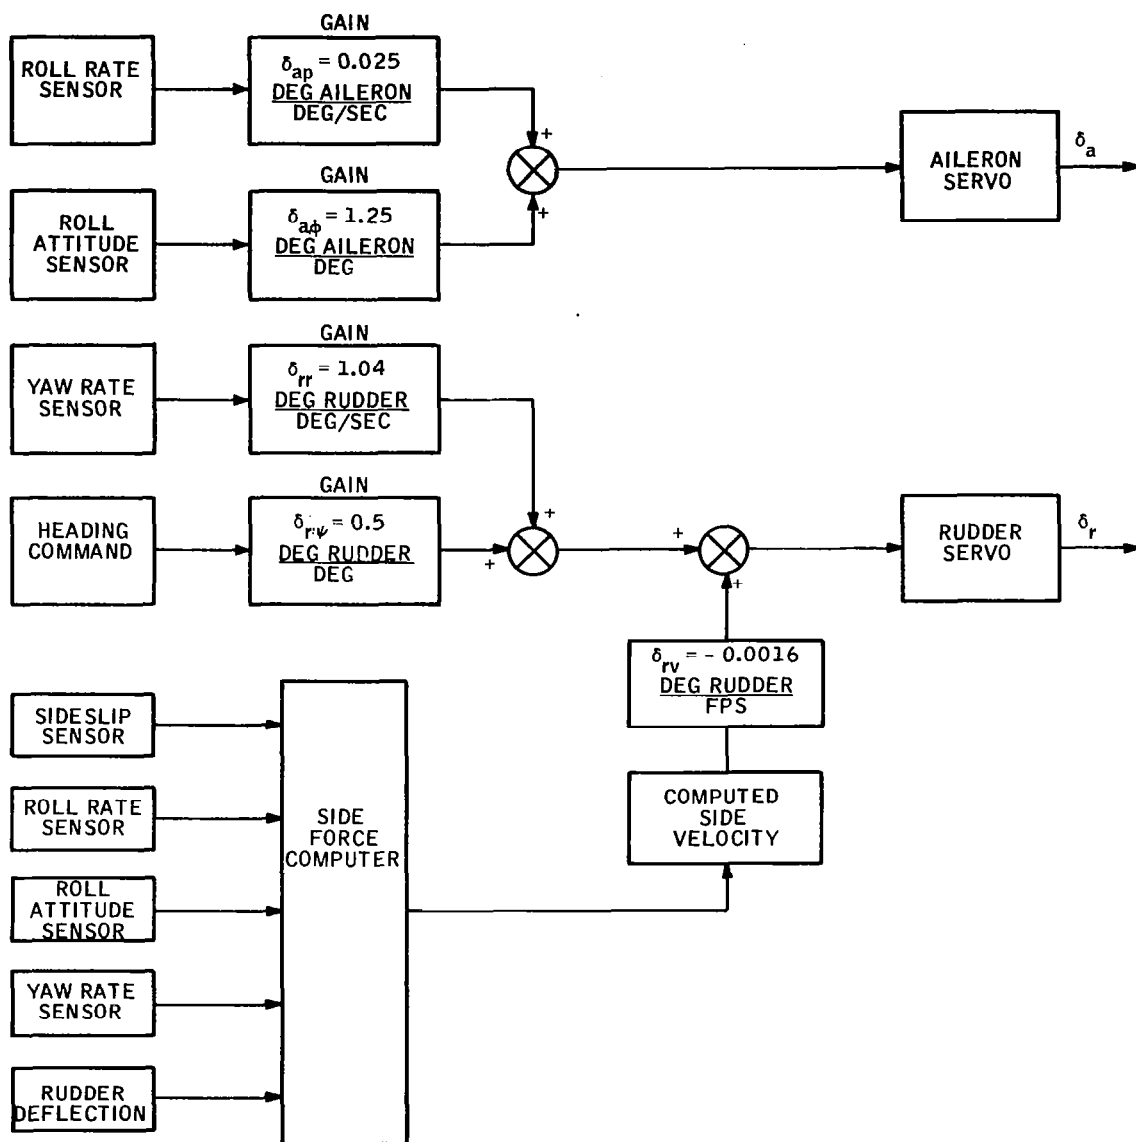 GAIN
ROLL RATE
SENSOR
δap = 0.025
DEG AILERON
DEG/SEC
+
+
AILERON
SERVO
δa
GAIN
ROLL
ATTITUDE
SENSOR
δaϕ = 1.25
DEG AILERON
DEG
GAIN
YAW RATE
SENSOR
δrr = 1.04
DEG RUDDER
DEG/SEC
GAIN
HEADING
COMMAND
δrψ = 0.5
DEG RUDDER
DEG
+
+
+
+
RUDDER
SERVO
δr
δrv = - 0.0016
DEG RUDDER
FPS
COMPUTED
SIDE
VELOCITY
SIDESLIP
SENSOR
ROLL RATE
SENSOR
ROLL
ATTITUDE
SENSOR
YAW RATE
SENSOR
RUDDER
DEFLECTION
SIDE
FORCE
COMPUTER